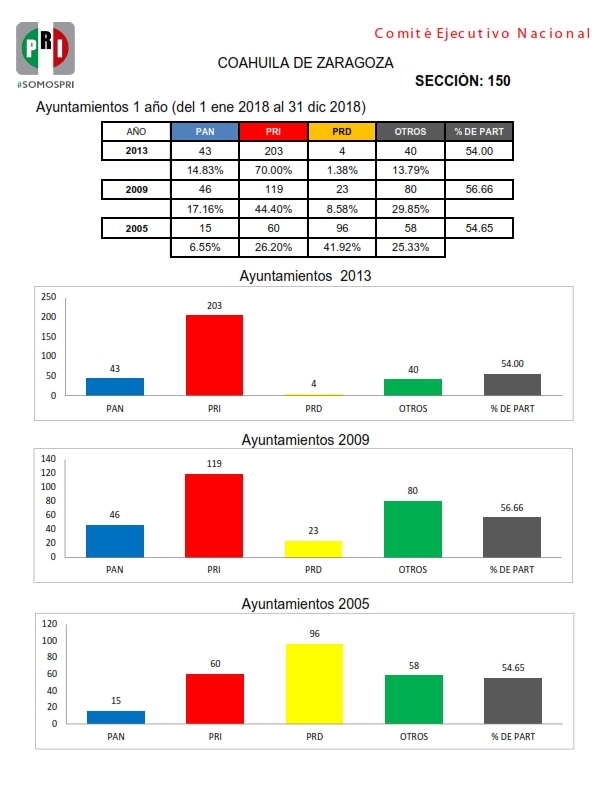 Comité Ejecutivo Nacional
PRI
#SOMOSPRI
COAHUILA DE ZARAGOZA
SECCIÓN: 150
Ayuntamientos 1 año (del 1 ene 2018 al 31 dic 2018)
AÑO PAN PRI PRD OTROS % DE PART
2013 43 203 4 40 54.00
14.83% 70.00% 1.38% 13.79%
2009 46 119 23 80 56.66
17.16% 44.40% 8.58% 29.85%
2005 15 60 96 58 54.65
6.55% 26.20% 41.92% 25.33%
Ayuntamientos 2013
250
200
150
100
50
0
43 203 4 40 54.00
PAN PRI PRD OTROS % DE PART
Ayuntamientos 2009
140
120
100
80
60
40
20
0
46 119 23 80 56.66
PAN PRI PRD OTROS % DE PART
Ayuntamientos 2005
120
100
80
60
40
20
0
15 60 96 58 54.65
PAN PRI PRD OTROS % DE PART